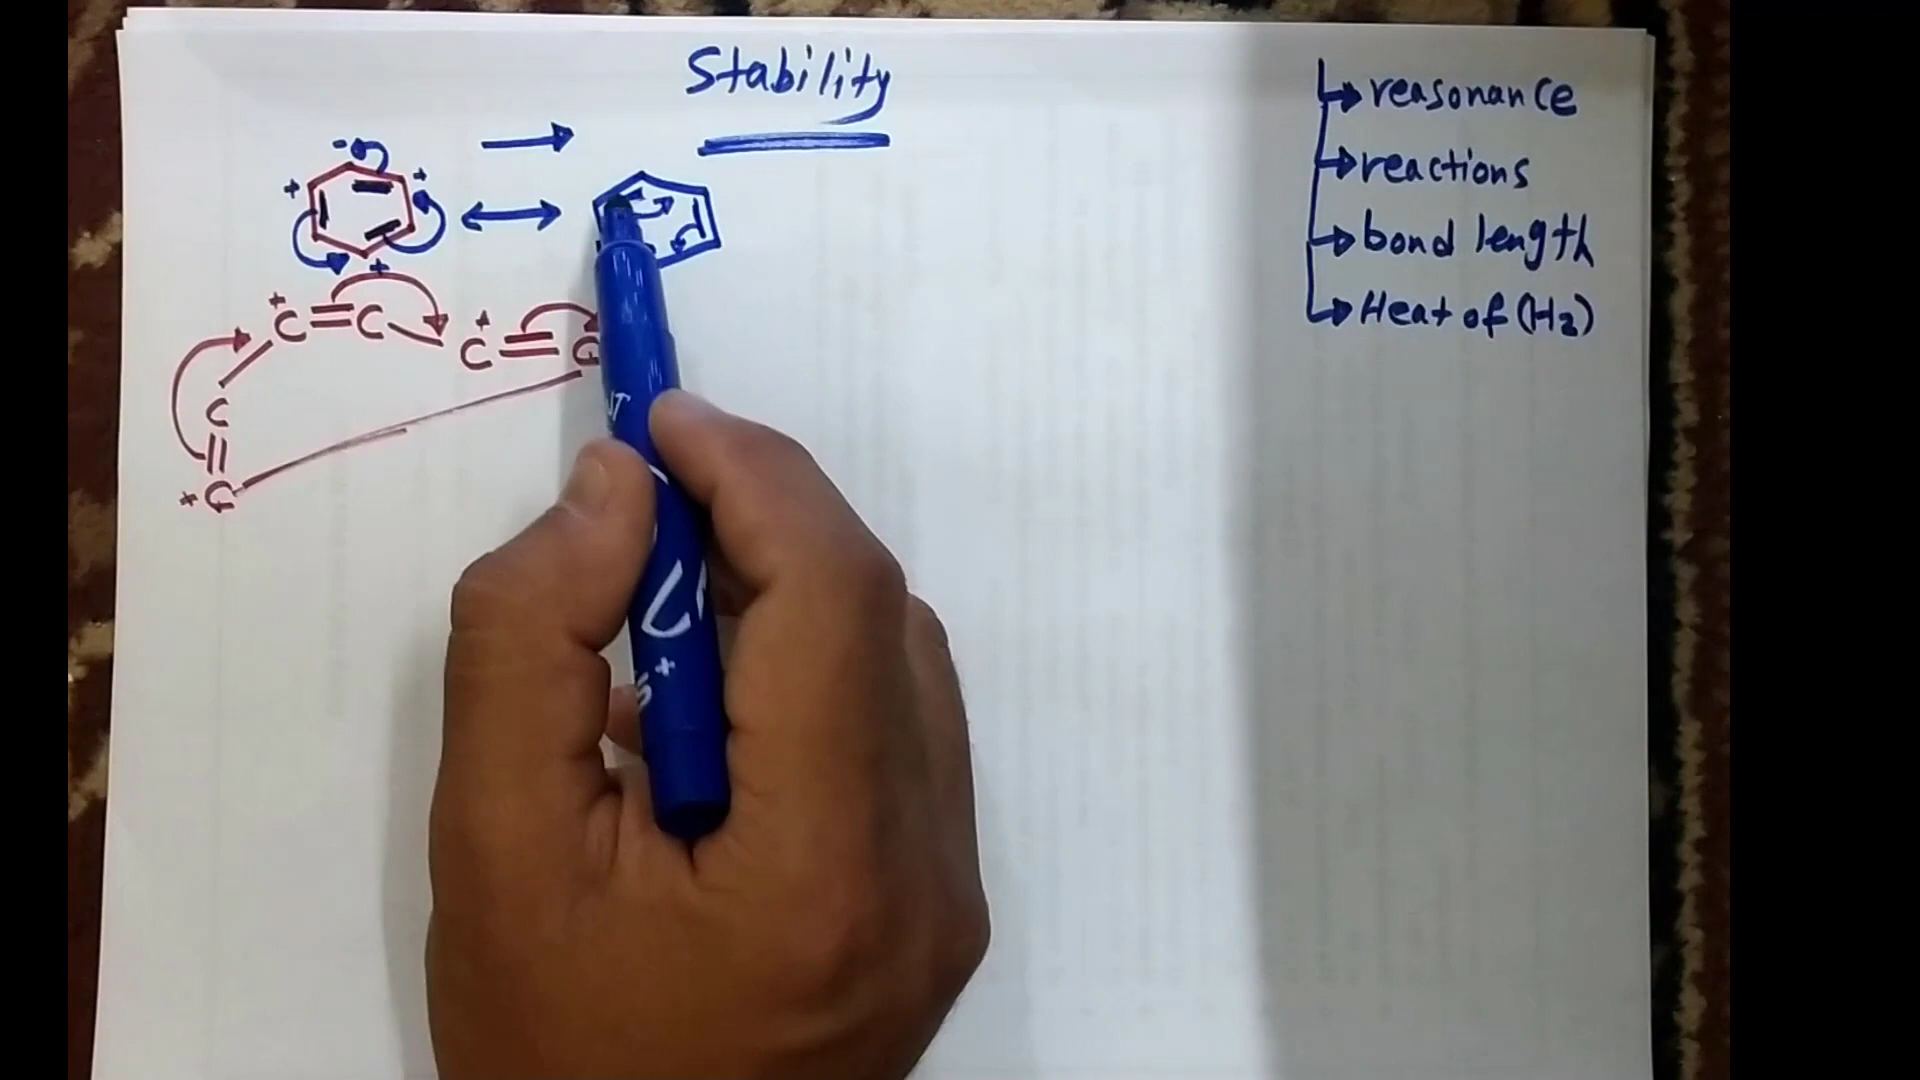 Stability
reasonance
reactions
bond length
Heat of (H2)
- + + +
+ C = C
+ C = C
C
+ C